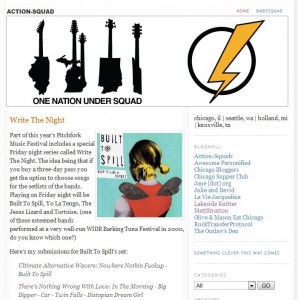 ACTION-SQUAD
HOME
BABYSQUAD
ONE NATION UNDER SQUAD
Write The Night
Part of this year's Pitchfork
Music Festival includes a special
Friday night series called Write
The Night. The idea being that if
you buy a three-day pass you
get the option to choose songs
for the setlists of the bands.
Playing on Friday night will be
Built To Spill, Yo La Tengo, The
Jesus Lizard and Tortoise. (one
of those esteemed bands
performed at a very well-run WIDR Barking Tuna Festival in 2000,
do you know which one?)
BUILT
TO
SPILL
Here's my submissions for Built To Spill's set:
Ultimate Alternative Wavers: Nowhere Nothin Fuckup -
Built To Spill
There's Nothing Wrong With Love: In The Morning - Big
Dipper - Car - Twin Falls - Distopian Dream Girl
chicago, il | seattle, wa | holland, mi
| knoxville, tn
BLOGROLL
Action-Squadr
Awesome Personified
Chicago Bloggers
Chicago Supper Club
Jane [dot] org
Julie and David
La Vie Jacqueline
Lakeside Knitter
MattStratton
Olive & Mason Eat Chicago
RockTransferProtocol
The Outlaw's Den
SOMETHING CLEVER THIS WAY COMES
CATEGORIES
All
GO